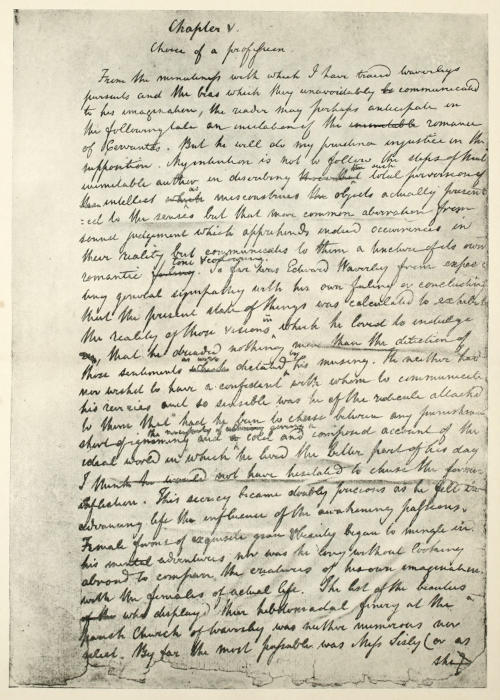 Chapter V.
Choice of a profession.
From the minuteness with which I have traced Waverley's
pursuits and the bias which they unavoidably communicated
to his imagination, the reader may perhaps anticipate in
the following tale an imitation of the inimitable romance
of Cervantes. But he will do my prudence injustice in the
supposition. My intention is not to follow the steps of that
inimitable author in describing such total perversion of
intellect as misconstrues the objects actually present
:ed to the senses but that more common aberration from
sound judgement which apprehends indeed occurrences in
their reality but communicates to them a tincture of its own
romantic tone & colouring. So far was Edward Waverley from expec
ting general sympathy with his own feelings or concluding
that the present state of things was calculated to exhibit
the reality of those visions in which he loved to indulge
that he dreaded nothing more than the detection of
those sentiments as were dictated by his musing. He neither had
nor wished to have a confident with whom to communicate
his reveries and so sensible was he of the ridicule attached
to them that had he been to choose between any punishment
short of ignominy and the necessity of giving a cold and composed account of the
ideal world in which he lived the better part of his day
I think he would not have hesitated to chuse the former
infliction. This secrecy became doubly precious as he felt in
advancing life the influence of the awakening passions.
Female forms of exquisite grace & beauty began to mingle in
his mental adventures nor was he long without looking
abroad to compare the creatures of his own imagination
with the females of actual life. The list of the beauties
who displayd their hebdomadal finery at the
parish Church of Waverley was neither numerous nor
select. By far the most passable was Miss Sisly (or as
she